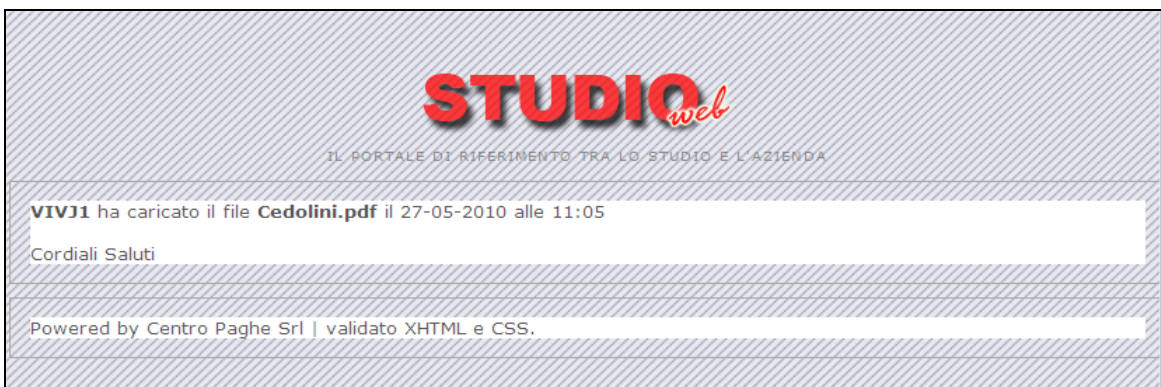 STUDIO web
IL PORTALE DI RIFERIMENTO TRA LO STUDIO E L'AZIENDA
VIVJ1 ha caricato il file Cedolini.pdf il 27-05-2010 alle 11:05
Cordiali Saluti
Powered by Centro Paghe Srl | validato XHTML e CSS.